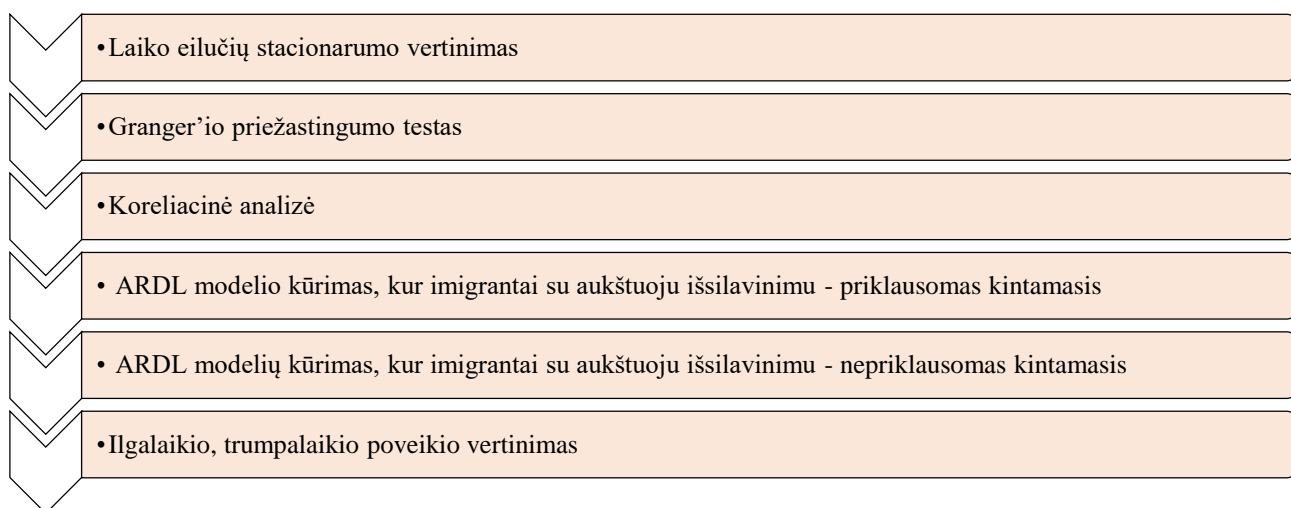 •Laiko eilučių stacionarumo vertinimas
•Granger’io priežastingumo testas
•Koreliacinė analizė
• ARDL modelio kūrimas, kur imigrantai su aukštuoju išsilavinimu - priklausomas kintamasis
• ARDL modelių kūrimas, kur imigrantai su aukštuoju išsilavinimu - nepriklausomas kintamasis
•Ilgalaikio, trumpalaikio poveikio vertinimas